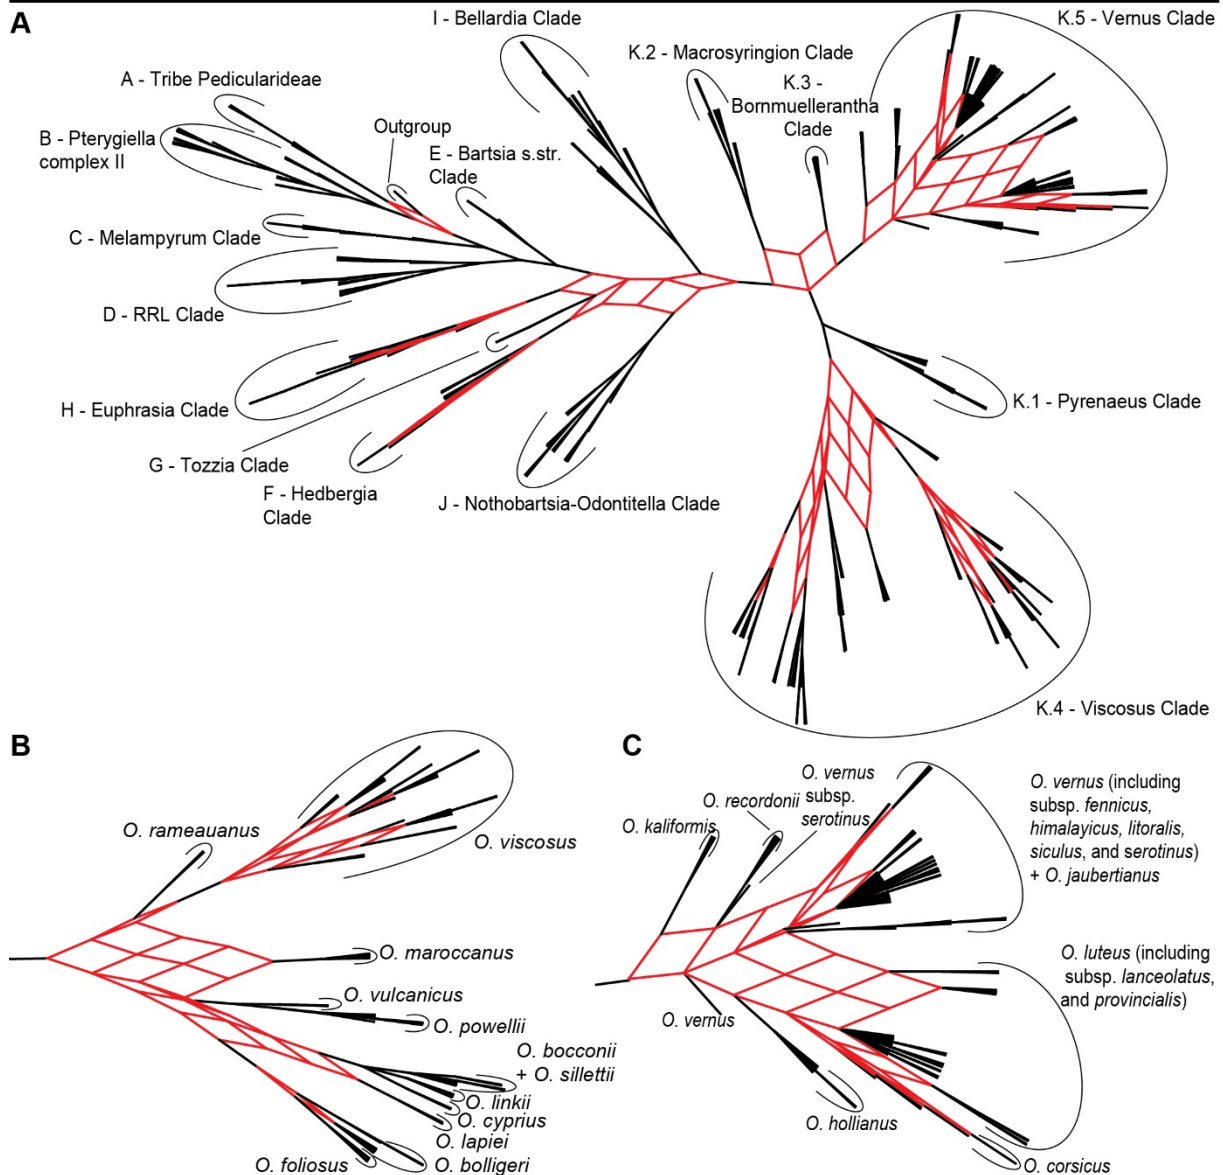 A
I - Bellardia Clade
K.5 - Vernus Clade
K.2 - Macrosyringion Clade
K.3 -
Bornmuellerantha
Clade
A - Tribe Pedicularideae
Outgroup
B - Pterygiella
complex II
E - Bartsia s.str.
Clade
C - Melampyrum Clade
D - RRL Clade
H - Euphrasia Clade
G - Tozzia Clade
F - Hedbergia
Clade
J - Nothobartsia-Odontitella Clade
K.1 - Pyrenaeus Clade
K.4 - Viscosus Clade
B
O. rameauanus
O. viscosus
O. maroccanus
O. vulcanicus
O. powellii
O. bocconii
+ O. sillettii
O. linkii
O. cyprius
O. lapiei
O. bolligeri
O. foliosus
C
O. kaliformis
O. recordonii
O. vernus
subsp.
serotinus
O. vernus (including
subsp. fennicus,
himalayicus, litoralis,
siculus, and serotinus)
+ O. jaubertianus
O. luteus (including
subsp. lanceolatus,
and provincialis)
O. vernus
O. hollianus
O. corsicus